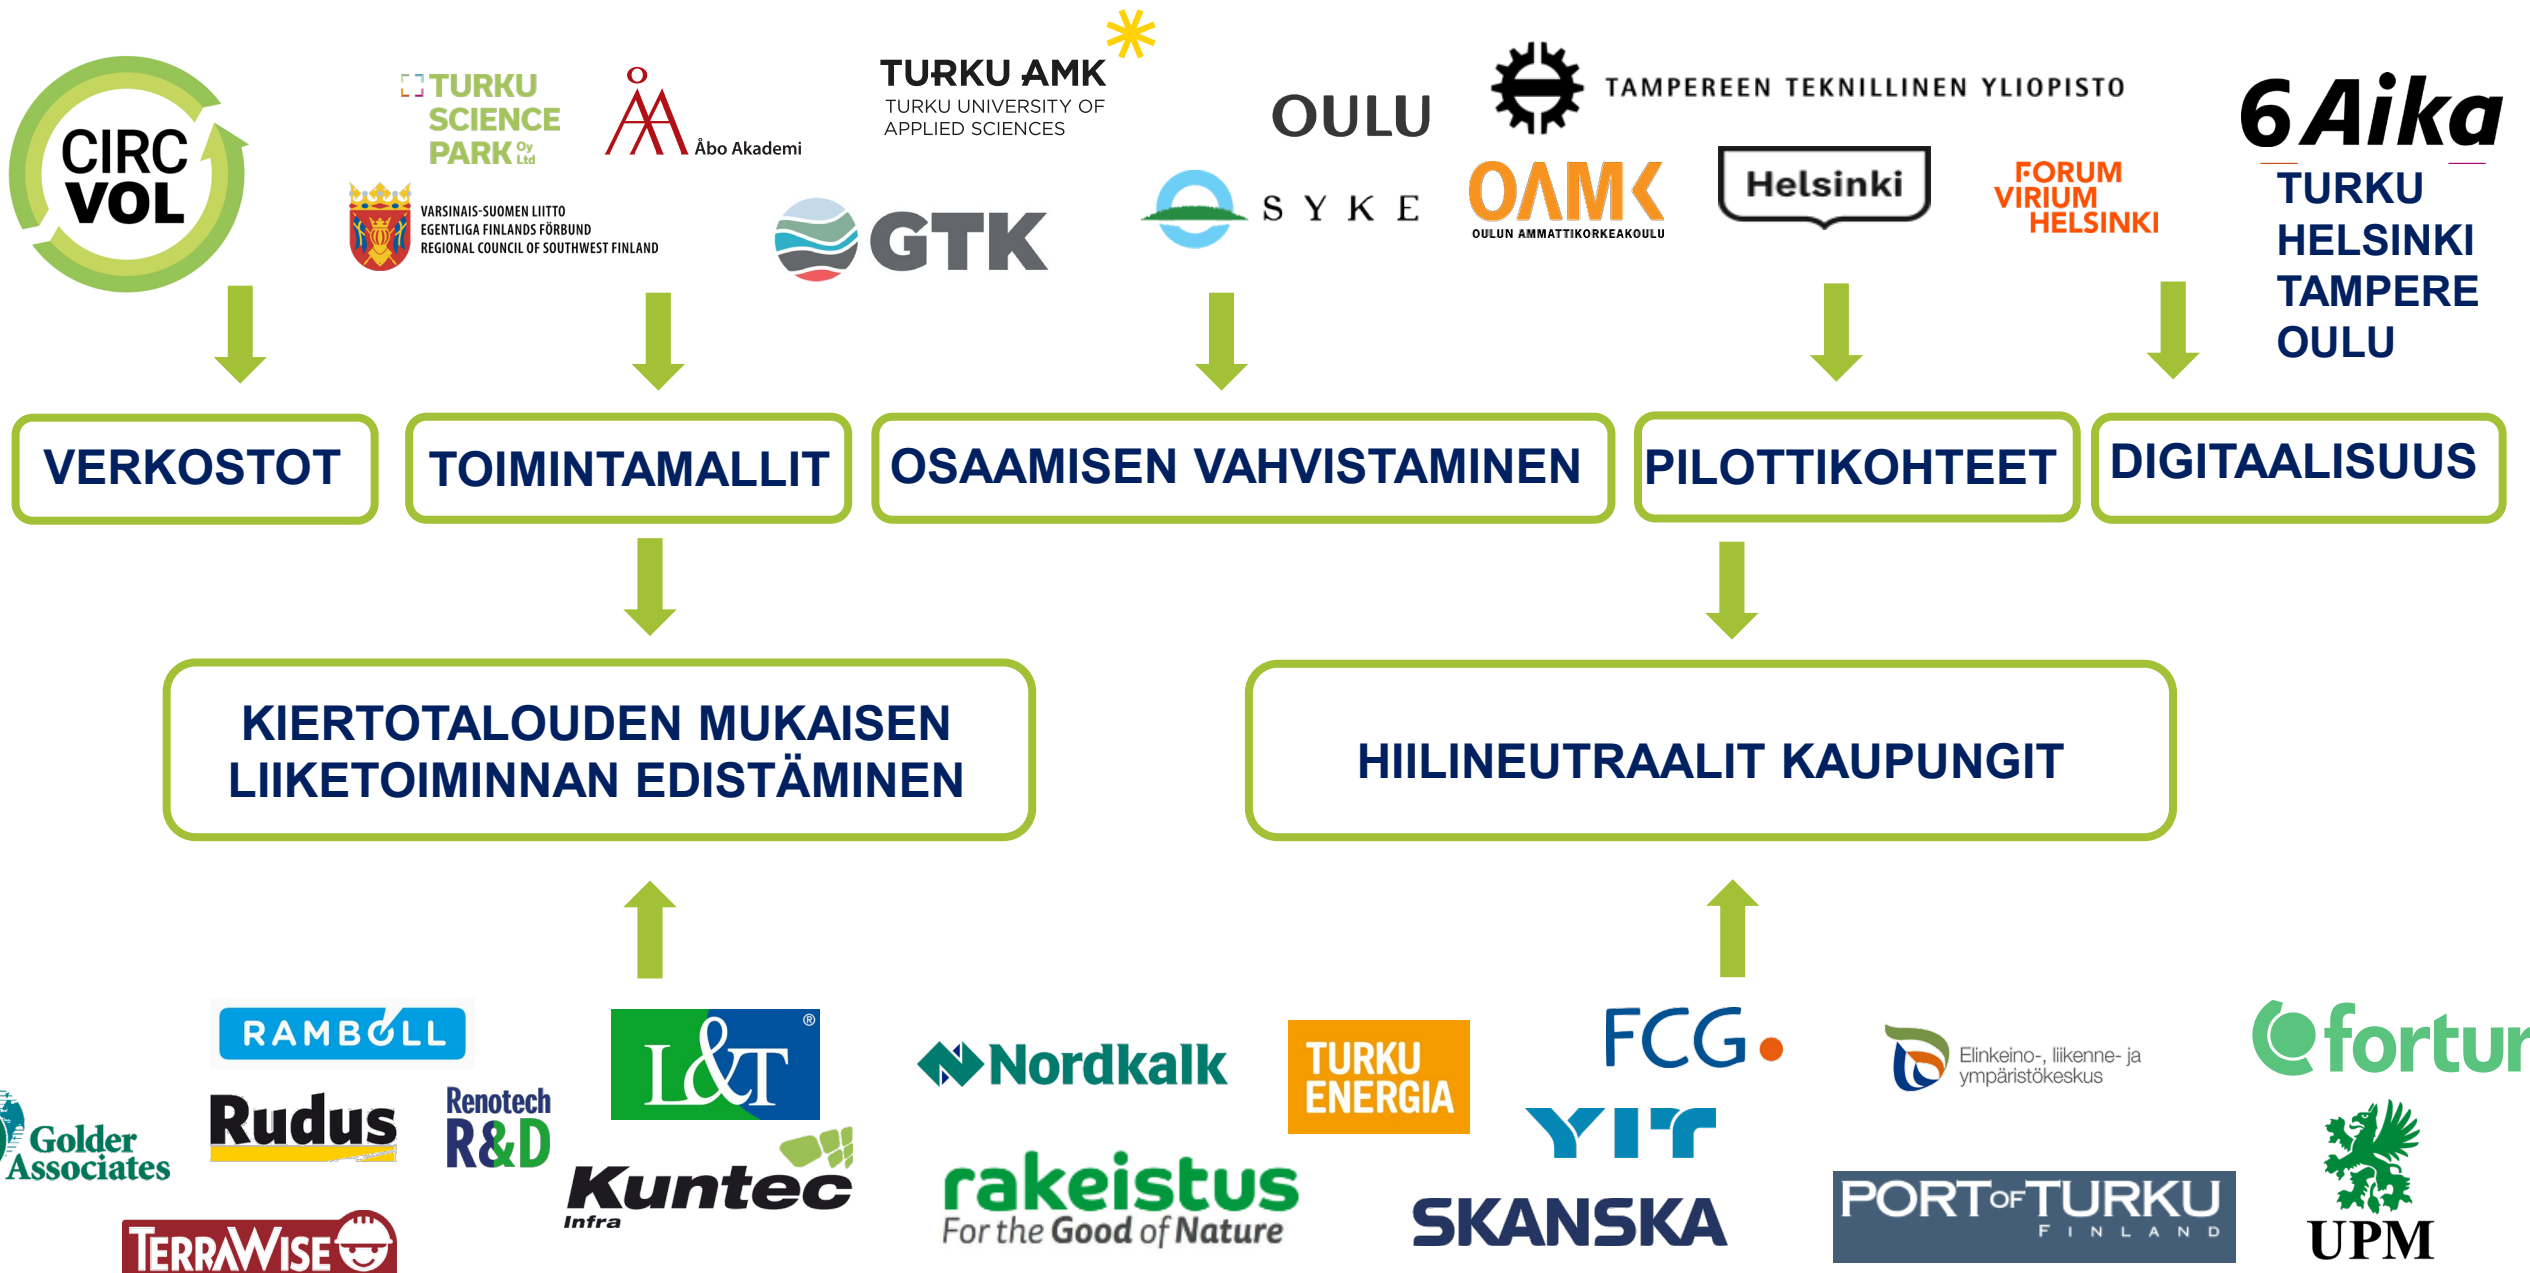 CIRC
VOL
TURKU
SCIENCE
PARK Oy
Ltd
Åbo Akademi
TURKU AMK
TURKU UNIVERSITY OF
APPLIED SCIENCES
OULU
TAMPEREEN TEKNILLINEN YLIOPISTO
6Aika
TURKU
HELSINKI
TAMPERE
OULU
VARSINAIS-SUOMEN LIITTO
EGENTLIGA FINLANDS FÖRBUND
REGIONAL COUNCIL OF SOUTHWEST FINLAND
GTK
SYKE
OAMK
OULUN AMMATTIKORKEAKOULU
Helsinki
FORUM
VIRIUM
HELSINKI
VERKOSTOT
TOIMINTAMALLIT
OSAAMISEN VAHVISTAMINEN
PILOTTIKOHTEET
DIGITAALISUUS
KIERTOTALOUDEN MUKAISEN
LIIKETOIMINNAN EDISTÄMINEN
HIILINEUTRAALIT KAUPUNGIT
RAMBOLL
L&T ®
Nordkalk
TURKU
ENERGIA
FCG
Elinkeino-, liikenne- ja
ympäristökeskus
fortu
Golder
Associates
Rudus
Renotech
R&D
Kuntec
Infra
rakeistus
For the Good of Nature
YIT
SKANSKA
PORT OF TURKU
FINLAND
UPM
TERRAWISE